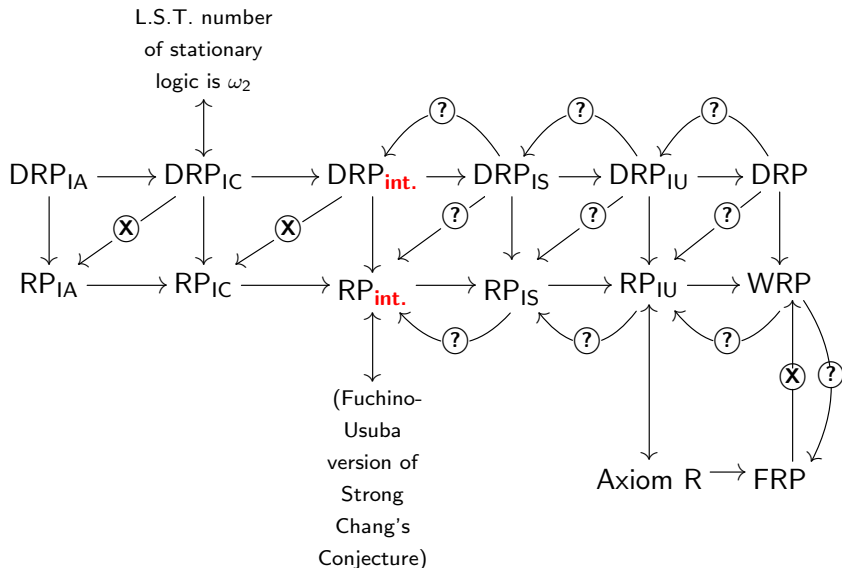 L.S.T. number
of stationary
logic is ω₂
? ? ?
DRP_IA DRP_IC DRP_int. DRP_IS DRP_IU DRP
X X ? ? ?
RP_IA RP_IC RP_int. RP_IS RP_IU WRP
? ? ?
X ?
(Fuchino-
Usuba
version of
Strong
Chang's
Conjecture)
Axiom R FRP